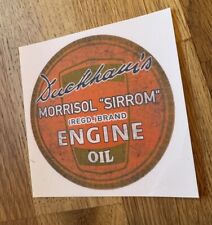 Duckham's
MORRISOL "SIRROM"
(REGD.) BRAND
ENGINE
OIL